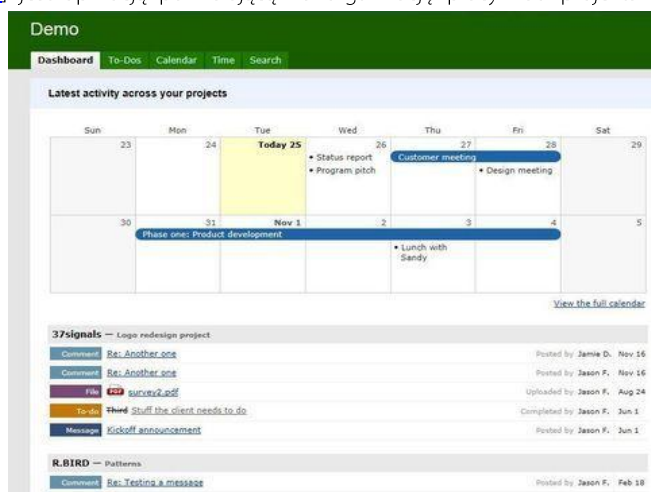 Demo
Dashboard To-Dos Calendar Time Search
Latest activity across your projects
Sun Mon Tue Wed Thu Fri Sat
23 24 Today 25 26 27 28 29
• Status report Customer meeting
• Program pitch • Design meeting
30 31 Nov 1 2 3 4 5
Phase one: Product development
• Lunch with
Sandy
View the full calendar
37signals — Logo redesign project
Comment Re: Another one Posted by Jamie D. Nov 16
Comment Re: Another one Posted by Jason F. Nov 16
File PDF survey2.pdf Uploaded by Jason F. Aug 24
To-do Third Stuff the client needs to do Completed by Jason F. Jun 1
Message Kickoff announcement Posted by Jason F. Jun 1
R.BIRD — Patterns
Comment Re: Testing a message Posted by Jason F. Feb 18